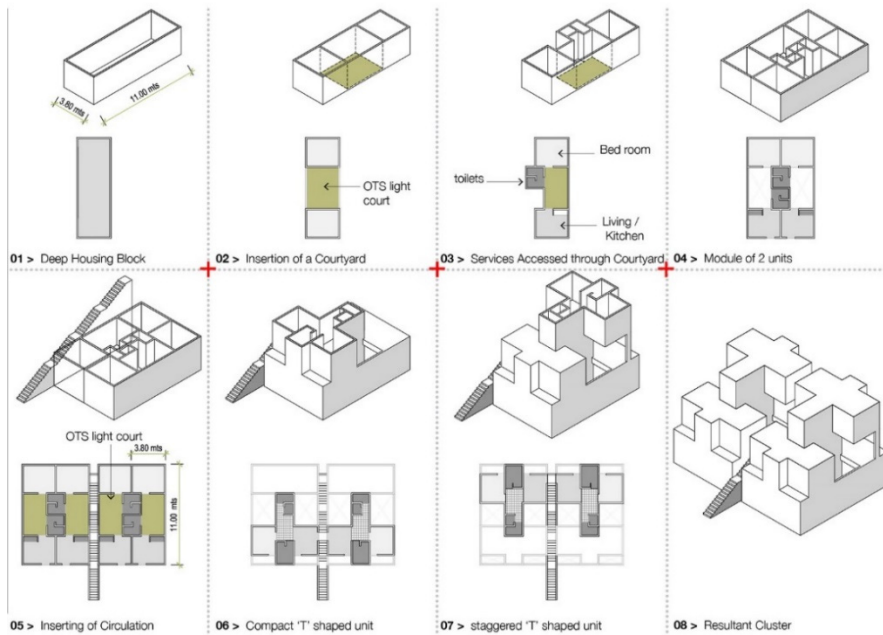 3.80 mts
11.00 mts
OTS light
court
toilets
Bed room
Living /
Kitchen
01 > Deep Housing Block
02 > Insertion of a Courtyard
03 > Services Accessed through Courtyard
04 > Module of 2 units
OTS light court
3.80 mts
11.00 mts
05 > Inserting of Circulation
06 > Compact 'T' shaped unit
07 > staggered 'T' shaped unit
08 > Resultant Cluster